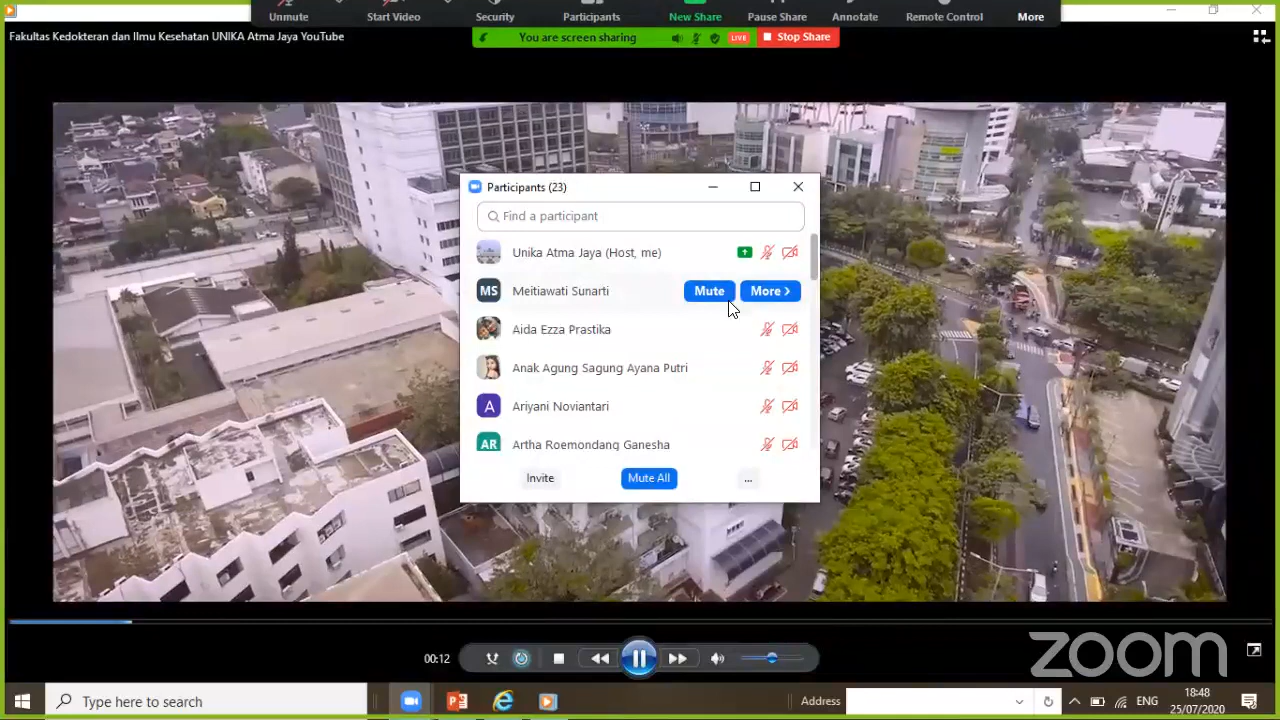 Unmute
Start Video
Security
Participants
New Share
Pause Share
Annotate
Remote Control
More
Fakultas Kedokteran dan Ilmu Kesehatan UNIKA Atma Jaya YouTube
You are screen sharing
LIVE
Stop Share
Participants (23)
Find a participant
Unika Atma Jaya (Host, me)
MS Meitiawati Sunarti
Mute
More
Aida Ezza Prastika
Anak Agung Sagung Ayana Putri
A Ariyani Noviantari
AR Artha Roemondang Ganesha
Invite
Mute All
...
00:12
zoom
Type here to search
Address
ENG
18:48
25/07/2020